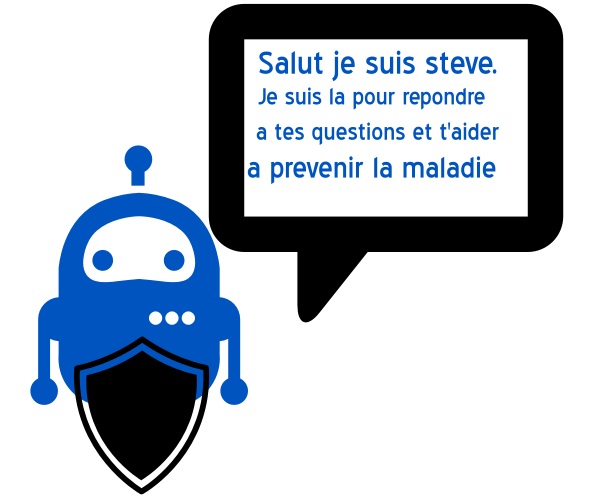 Salut je suis steve.
Je suis la pour repondre
a tes questions et t'aider
a prevenir la maladie